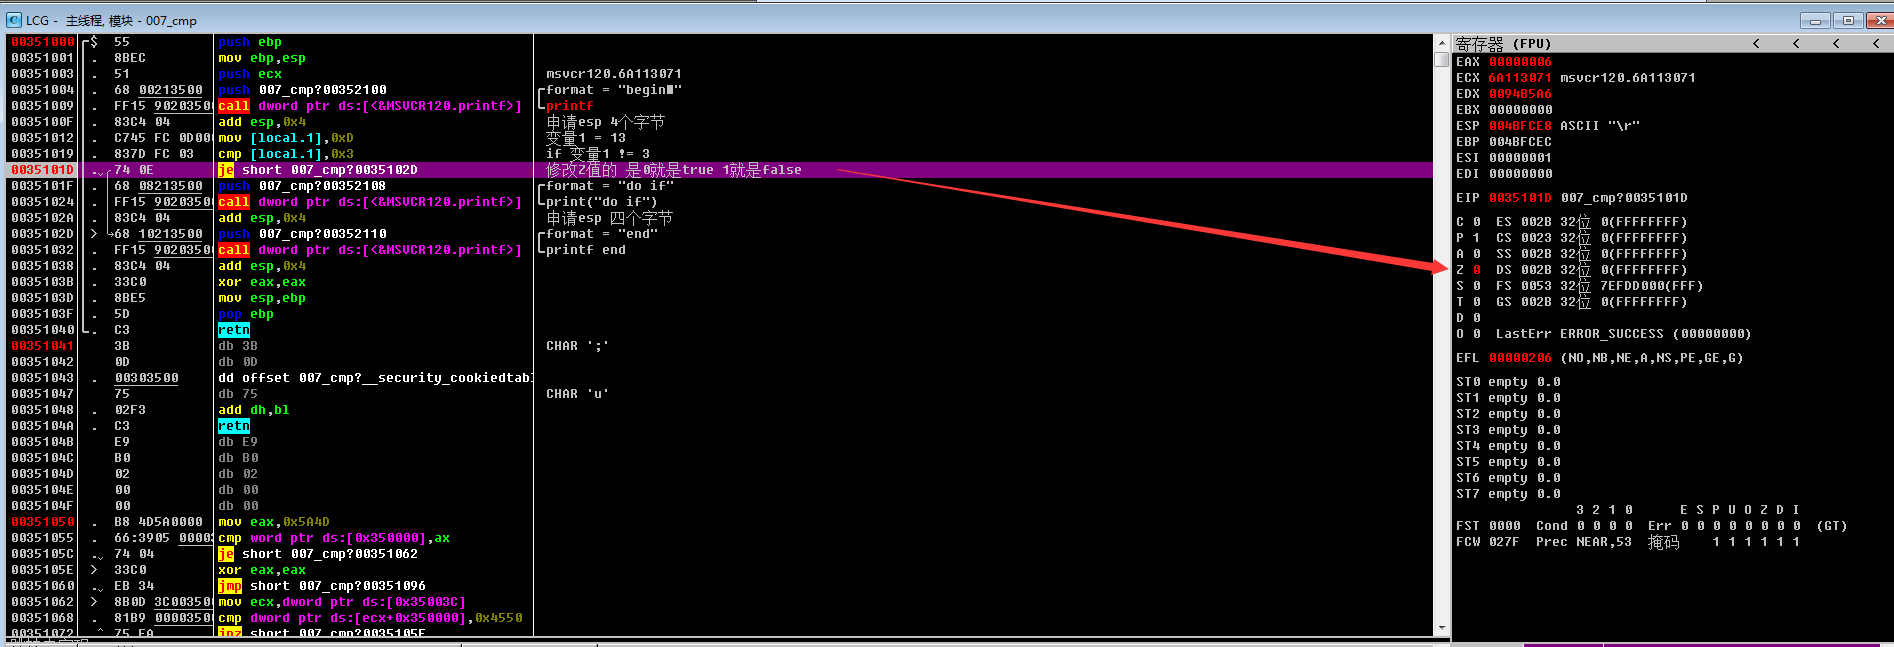 LCG - 主线程, 模块 - 007_cmp
00351000 $ 55 push ebp
00351001 . 8BEC mov ebp,esp
00351003 . 51 push ecx msvcr120.6A113071
00351004 . 68 00213500 push 007_cmp?00352100 format = "begin■"
00351009 . FF15 90203500 call dword ptr ds:[<&MSVCR120.printf>] printf
0035100F . 83C4 04 add esp,0x4 申请esp 4个字节
00351012 . C745 FC 0D000 mov [local.1],0xD 变量1 = 13
00351019 . 837D FC 03 cmp [local.1],0x3 if 变量1 != 3
0035101D . 74 0E je short 007_cmp?0035102D 修改Z值的 是0就是true 1就是false
0035101F . 68 08213500 push 007_cmp?00352108 format = "do if"
00351024 . FF15 90203500 call dword ptr ds:[<&MSVCR120.printf>] print("do if")
0035102A . 83C4 04 add esp,0x4 申请esp 四个字节
0035102D > 68 10213500 push 007_cmp?00352110 format = "end"
00351032 . FF15 90203500 call dword ptr ds:[<&MSVCR120.printf>] printf end
00351038 . 83C4 04 add esp,0x4
0035103B . 33C0 xor eax,eax
0035103D . 8BE5 mov esp,ebp
0035103F . 5D pop ebp
00351040 . C3 retn
00351041 3B db 3B CHAR ';'
00351042 0D db 0D
00351043 . 00303500 dd offset 007_cmp?__security_cookiedtabl
00351047 75 db 75 CHAR 'u'
00351048 . 02F3 add dh,bl
0035104A . C3 retn
0035104B E9 db E9
0035104C B0 db B0
0035104D 02 db 02
0035104E 00 db 00
0035104F 00 db 00
00351050 . B8 4D5A0000 mov eax,0x5A4D
00351055 . 66:3905 0000 cmp word ptr ds:[0x350000],ax
0035105C . 74 04 je short 007_cmp?00351062
0035105E > 33C0 xor eax,eax
00351060 . EB 34 jmp short 007_cmp?00351096
00351062 > 8B0D 3C003500 mov ecx,dword ptr ds:[0x35003C]
00351068 . 81B9 00003500 cmp dword ptr ds:[ecx+0x350000],0x4550
00351072 ^ 75 EA jnz short 007_cmp?0035105E
寄存器 (FPU) < < < <
EAX 00000006
ECX 6A113071 msvcr120.6A113071
EDX 0094B5A6
EBX 00000000
ESP 004BFCE8 ASCII "\r"
EBP 004BFCEC
ESI 00000001
EDI 00000000
EIP 0035101D 007_cmp?0035101D
C 0 ES 002B 32位 0(FFFFFFFF)
P 1 CS 0023 32位 0(FFFFFFFF)
A 0 SS 002B 32位 0(FFFFFFFF)
Z 0 DS 002B 32位 0(FFFFFFFF)
S 0 FS 0053 32位 7EFDD000(FFF)
T 0 GS 002B 32位 0(FFFFFFFF)
D 0
O 0 LastErr ERROR_SUCCESS (00000000)
EFL 00000206 (NO,NB,NE,A,NS,PE,GE,G)
ST0 empty 0.0
ST1 empty 0.0
ST2 empty 0.0
ST3 empty 0.0
ST4 empty 0.0
ST5 empty 0.0
ST6 empty 0.0
ST7 empty 0.0
3 2 1 0 E S P U O Z D I
FST 0000 Cond 0 0 0 0 Err 0 0 0 0 0 0 0 0 (GT)
FCW 027F Prec NEAR,53 掩码 1 1 1 1 1 1